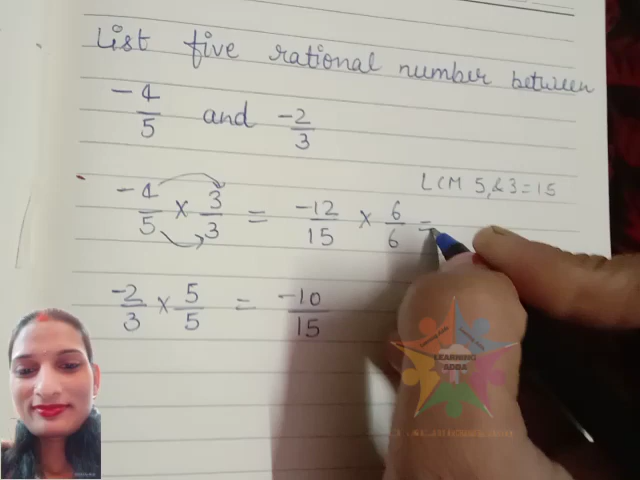 List five rational number between
-4/5 and -2/3
LCM 5,&3=15
-4/5 × 3/3 = -12/15 × 6/6 =
-2/3 × 5/5 = -10/15
LEARNING
ADDA